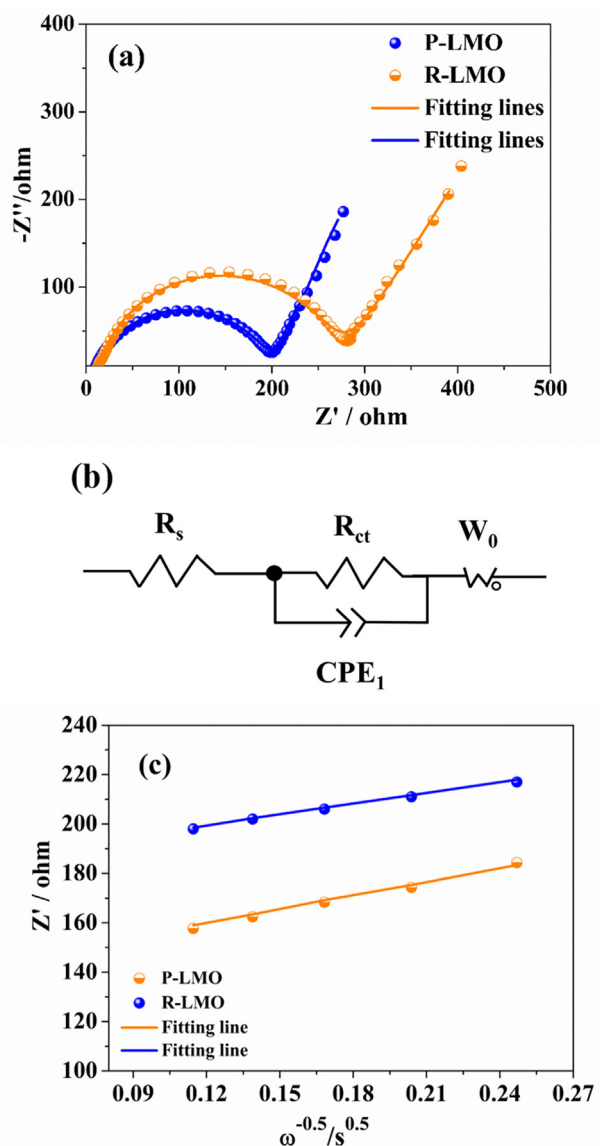 (a)
P-LMO
R-LMO
Fitting lines
Fitting lines
400
300
200
100
-Z''/ohm
0 100 200 300 400 500
Z' / ohm
(b)
Rs
Rct
W0
CPE1
(c)
240
220
200
180
160
140
120
100
Z' / ohm
P-LMO
R-LMO
Fitting line
Fitting line
0.09 0.12 0.15 0.18 0.21 0.24 0.27
ω-0.5/s0.5